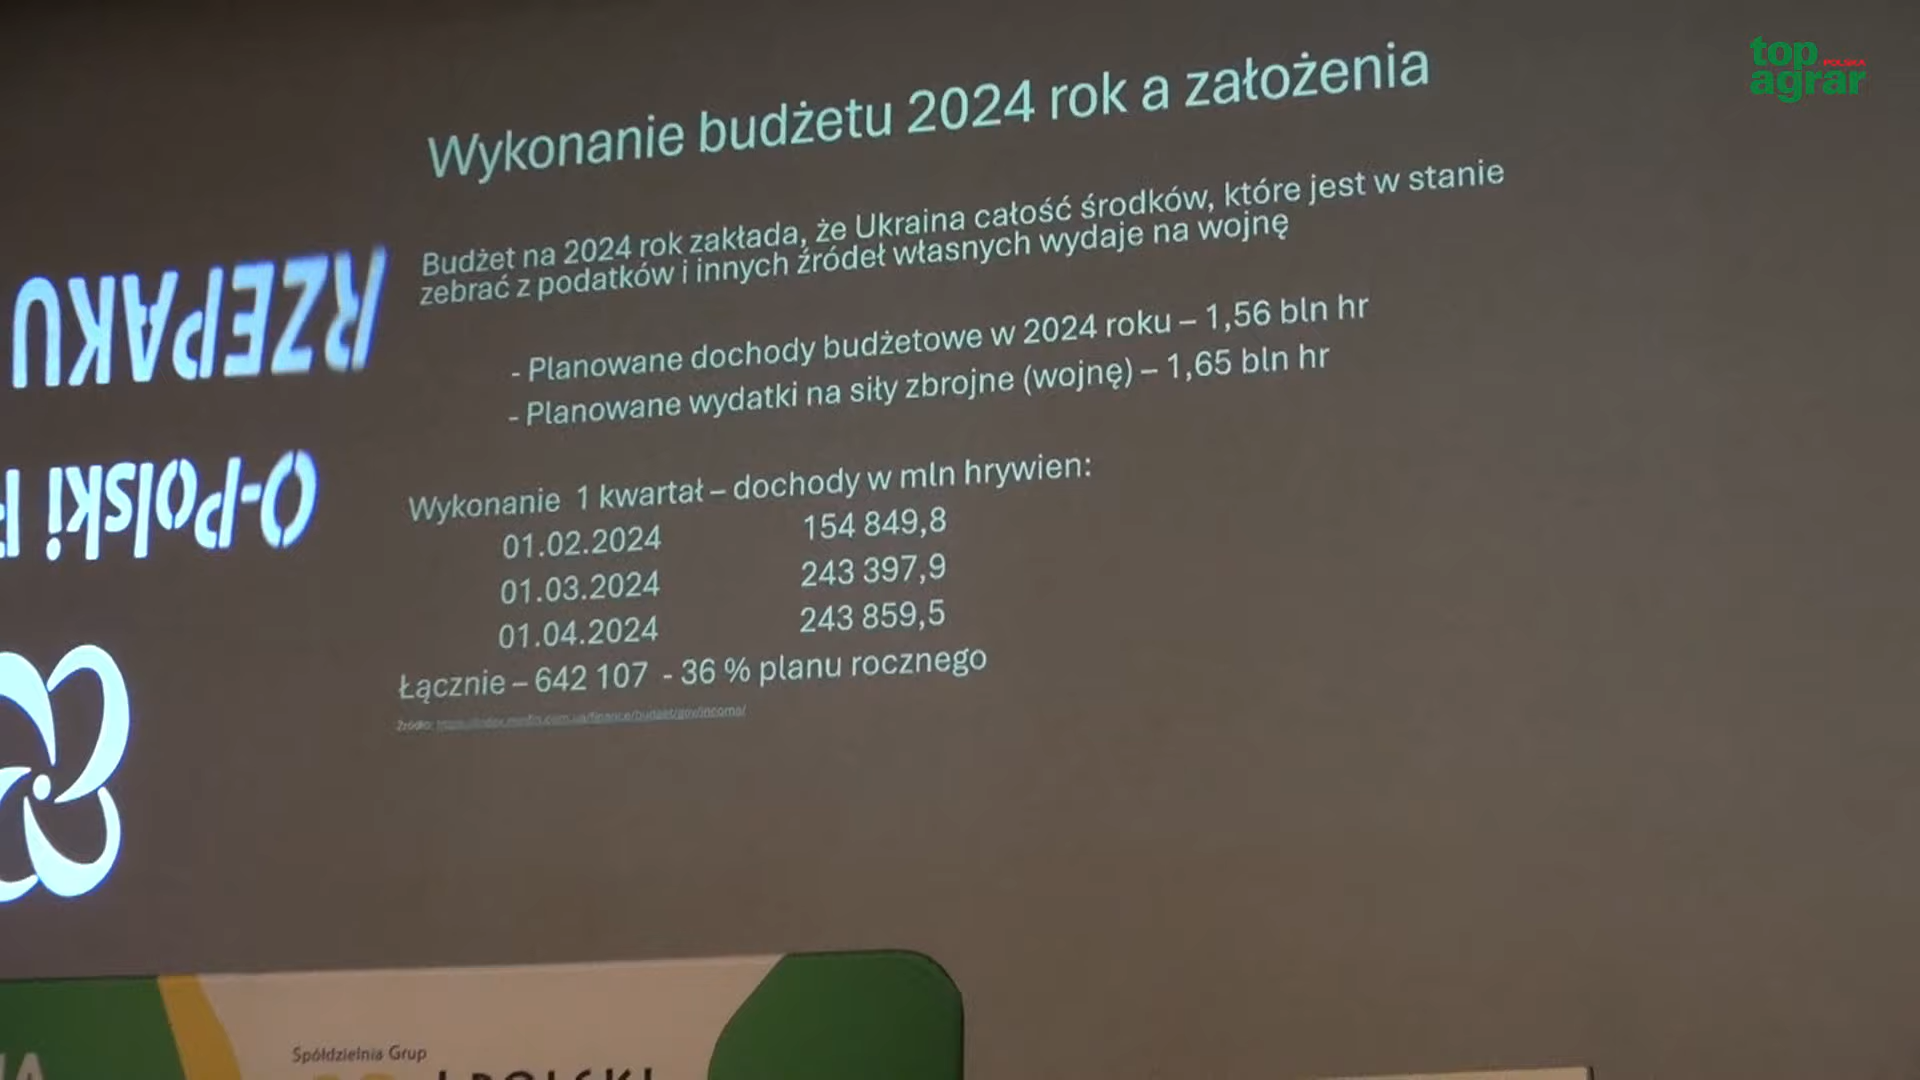 top
POLSKA
agrar
Wykonanie budżetu 2024 rok a założenia
Budżet na 2024 rok zakłada, że Ukraina całość środków, które jest w stanie
zebrać z podatków i innych źródeł własnych wydaje na wojnę
- Planowane dochody budżetowe w 2024 roku – 1,56 bln hr
- Planowane wydatki na siły zbrojne (wojnę) – 1,65 bln hr
Wykonanie 1 kwartał – dochody w mln hrywien:
01.02.2024 154 849,8
01.03.2024 243 397,9
01.04.2024 243 859,5
Łącznie – 642 107 - 36 % planu rocznego
Źródło:
RZEPAKU
O-Polski
Spółdzielnia Grup
POLSKI